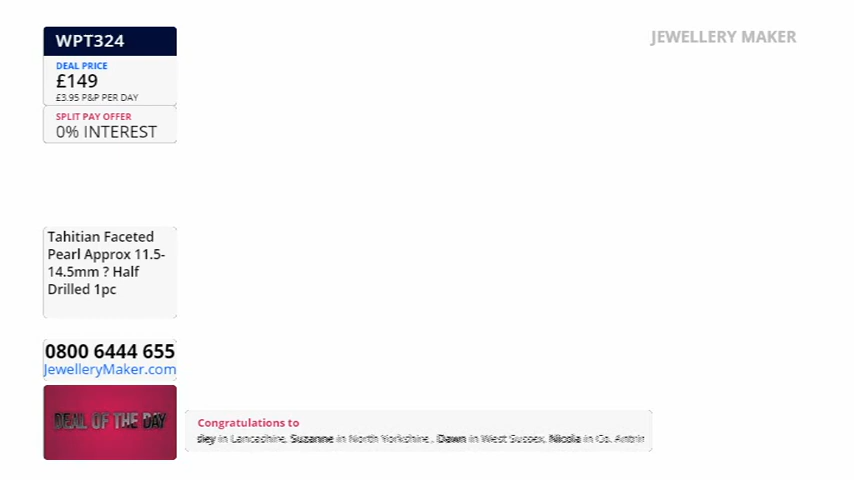 WPT324
DEAL PRICE
£149
£3.95 P&P PER DAY
SPLIT PAY OFFER
0% INTEREST
JEWELLERY MAKER
Tahitian Faceted
Pearl Approx 11.5-
14.5mm ? Half
Drilled 1pc
0800 6444 655
JewelleryMaker.com
DEAL OF THE DAY
Congratulations to
in Lancashire, Suzanne in North Yorkshire, Dawn in West Sussex, Nicola in Co.